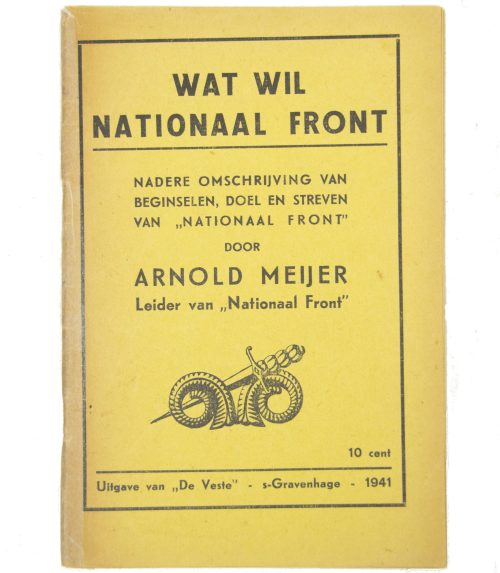 WAT WIL
NATIONAAL FRONT
NADERE OMSCHRIJVING VAN
BEGINSELEN, DOEL EN STREVEN
VAN „NATIONAAL FRONT”
DOOR
ARNOLD MEIJER
Leider van „Nationaal Front”
10 cent
Uitgave van „De Veste” - s-Gravenhage - 1941